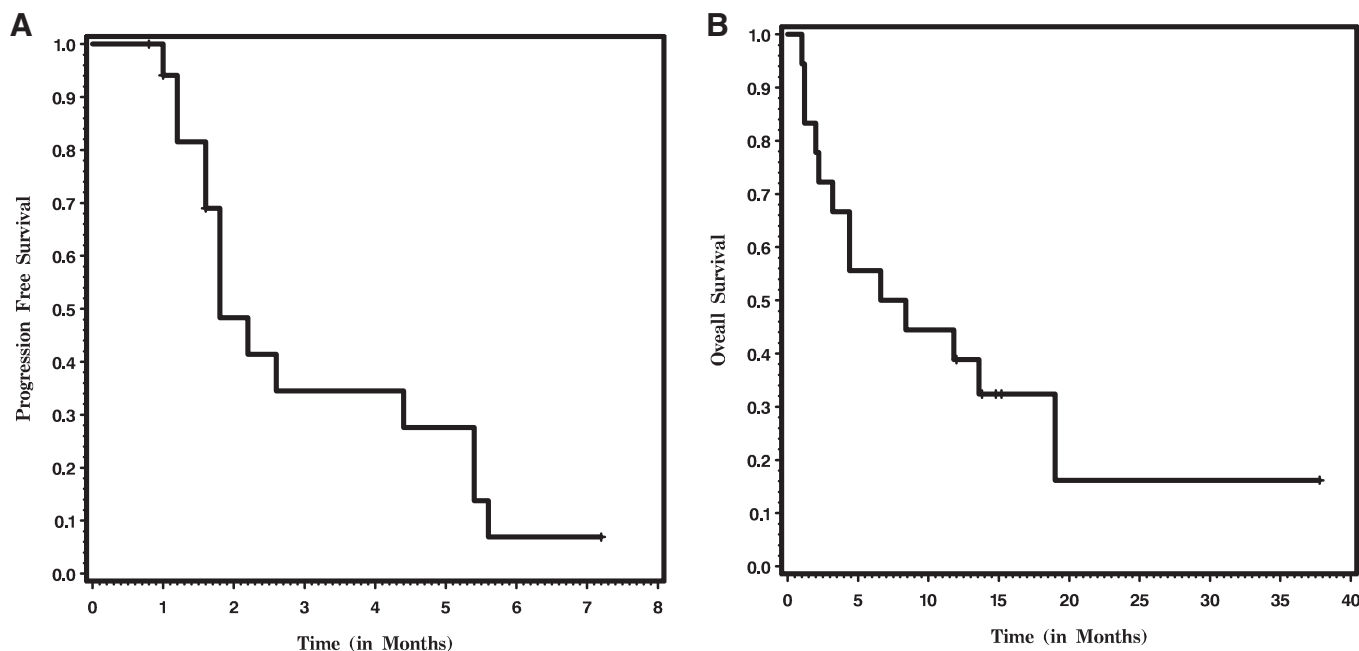 A
1.0
0.9
0.8
0.7
0.6
0.5
0.4
0.3
0.2
0.1
0.0
Progression Free Survival
0 1 2 3 4 5 6 7 8
Time (in Months)
B
1.0
0.9
0.8
0.7
0.6
0.5
0.4
0.3
0.2
0.1
0.0
Oveall Survival
0 5 10 15 20 25 30 35 40
Time (in Months)